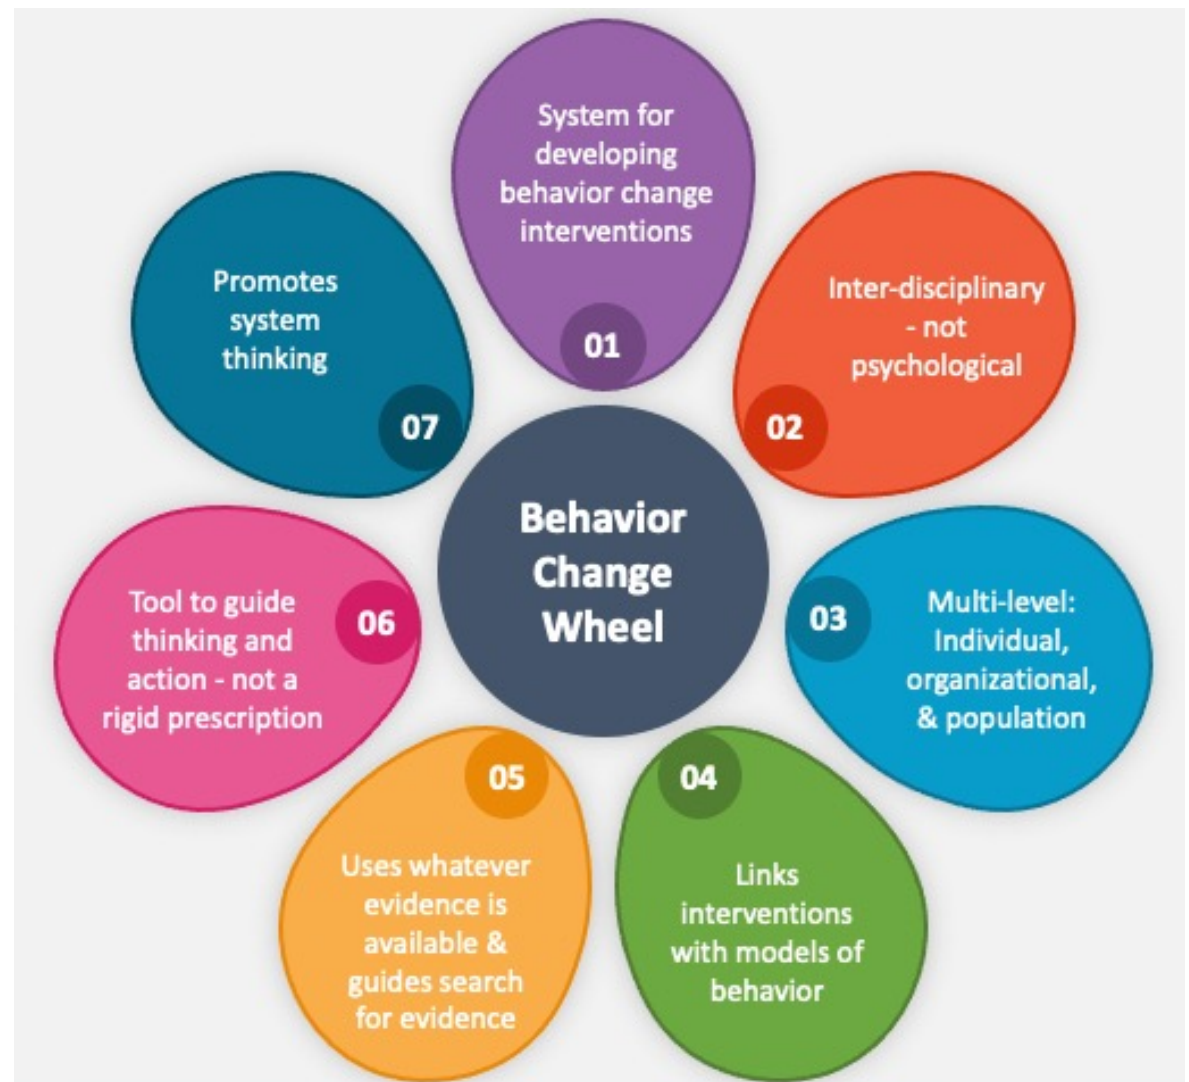 System for
developing
behavior change
interventions
01
Inter-disciplinary
- not
psychological
02
03
Multi-level:
Individual,
organizational,
& population
04
Links
interventions
with models of
behavior
05
Uses whatever
evidence is
available &
guides search
for evidence
Tool to guide
thinking and
action - not a
rigid prescription
06
Promotes
system
thinking
07
Behavior
Change
Wheel